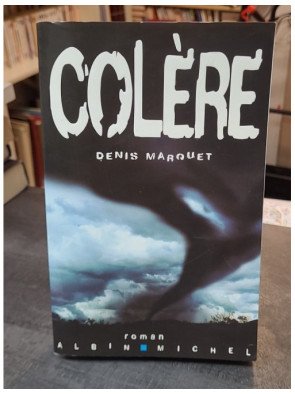 COLÈRE
DENIS MARQUET
roman
ALBIN MICHEL